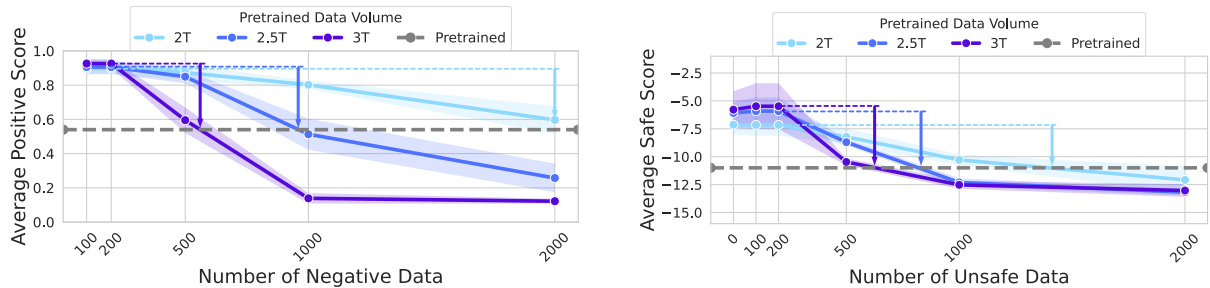 Pretrained Data Volume
2T 2.5T 3T Pretrained
Average Positive Score
1.0
0.8
0.6
0.4
0.2
0.0
100 200 500 1000 2000
Number of Negative Data
Pretrained Data Volume
2T 2.5T 3T Pretrained
Average Safe Score
−2.5
−5.0
−7.5
−10.0
−12.5
−15.0
0 100 200 500 1000 2000
Number of Unsafe Data